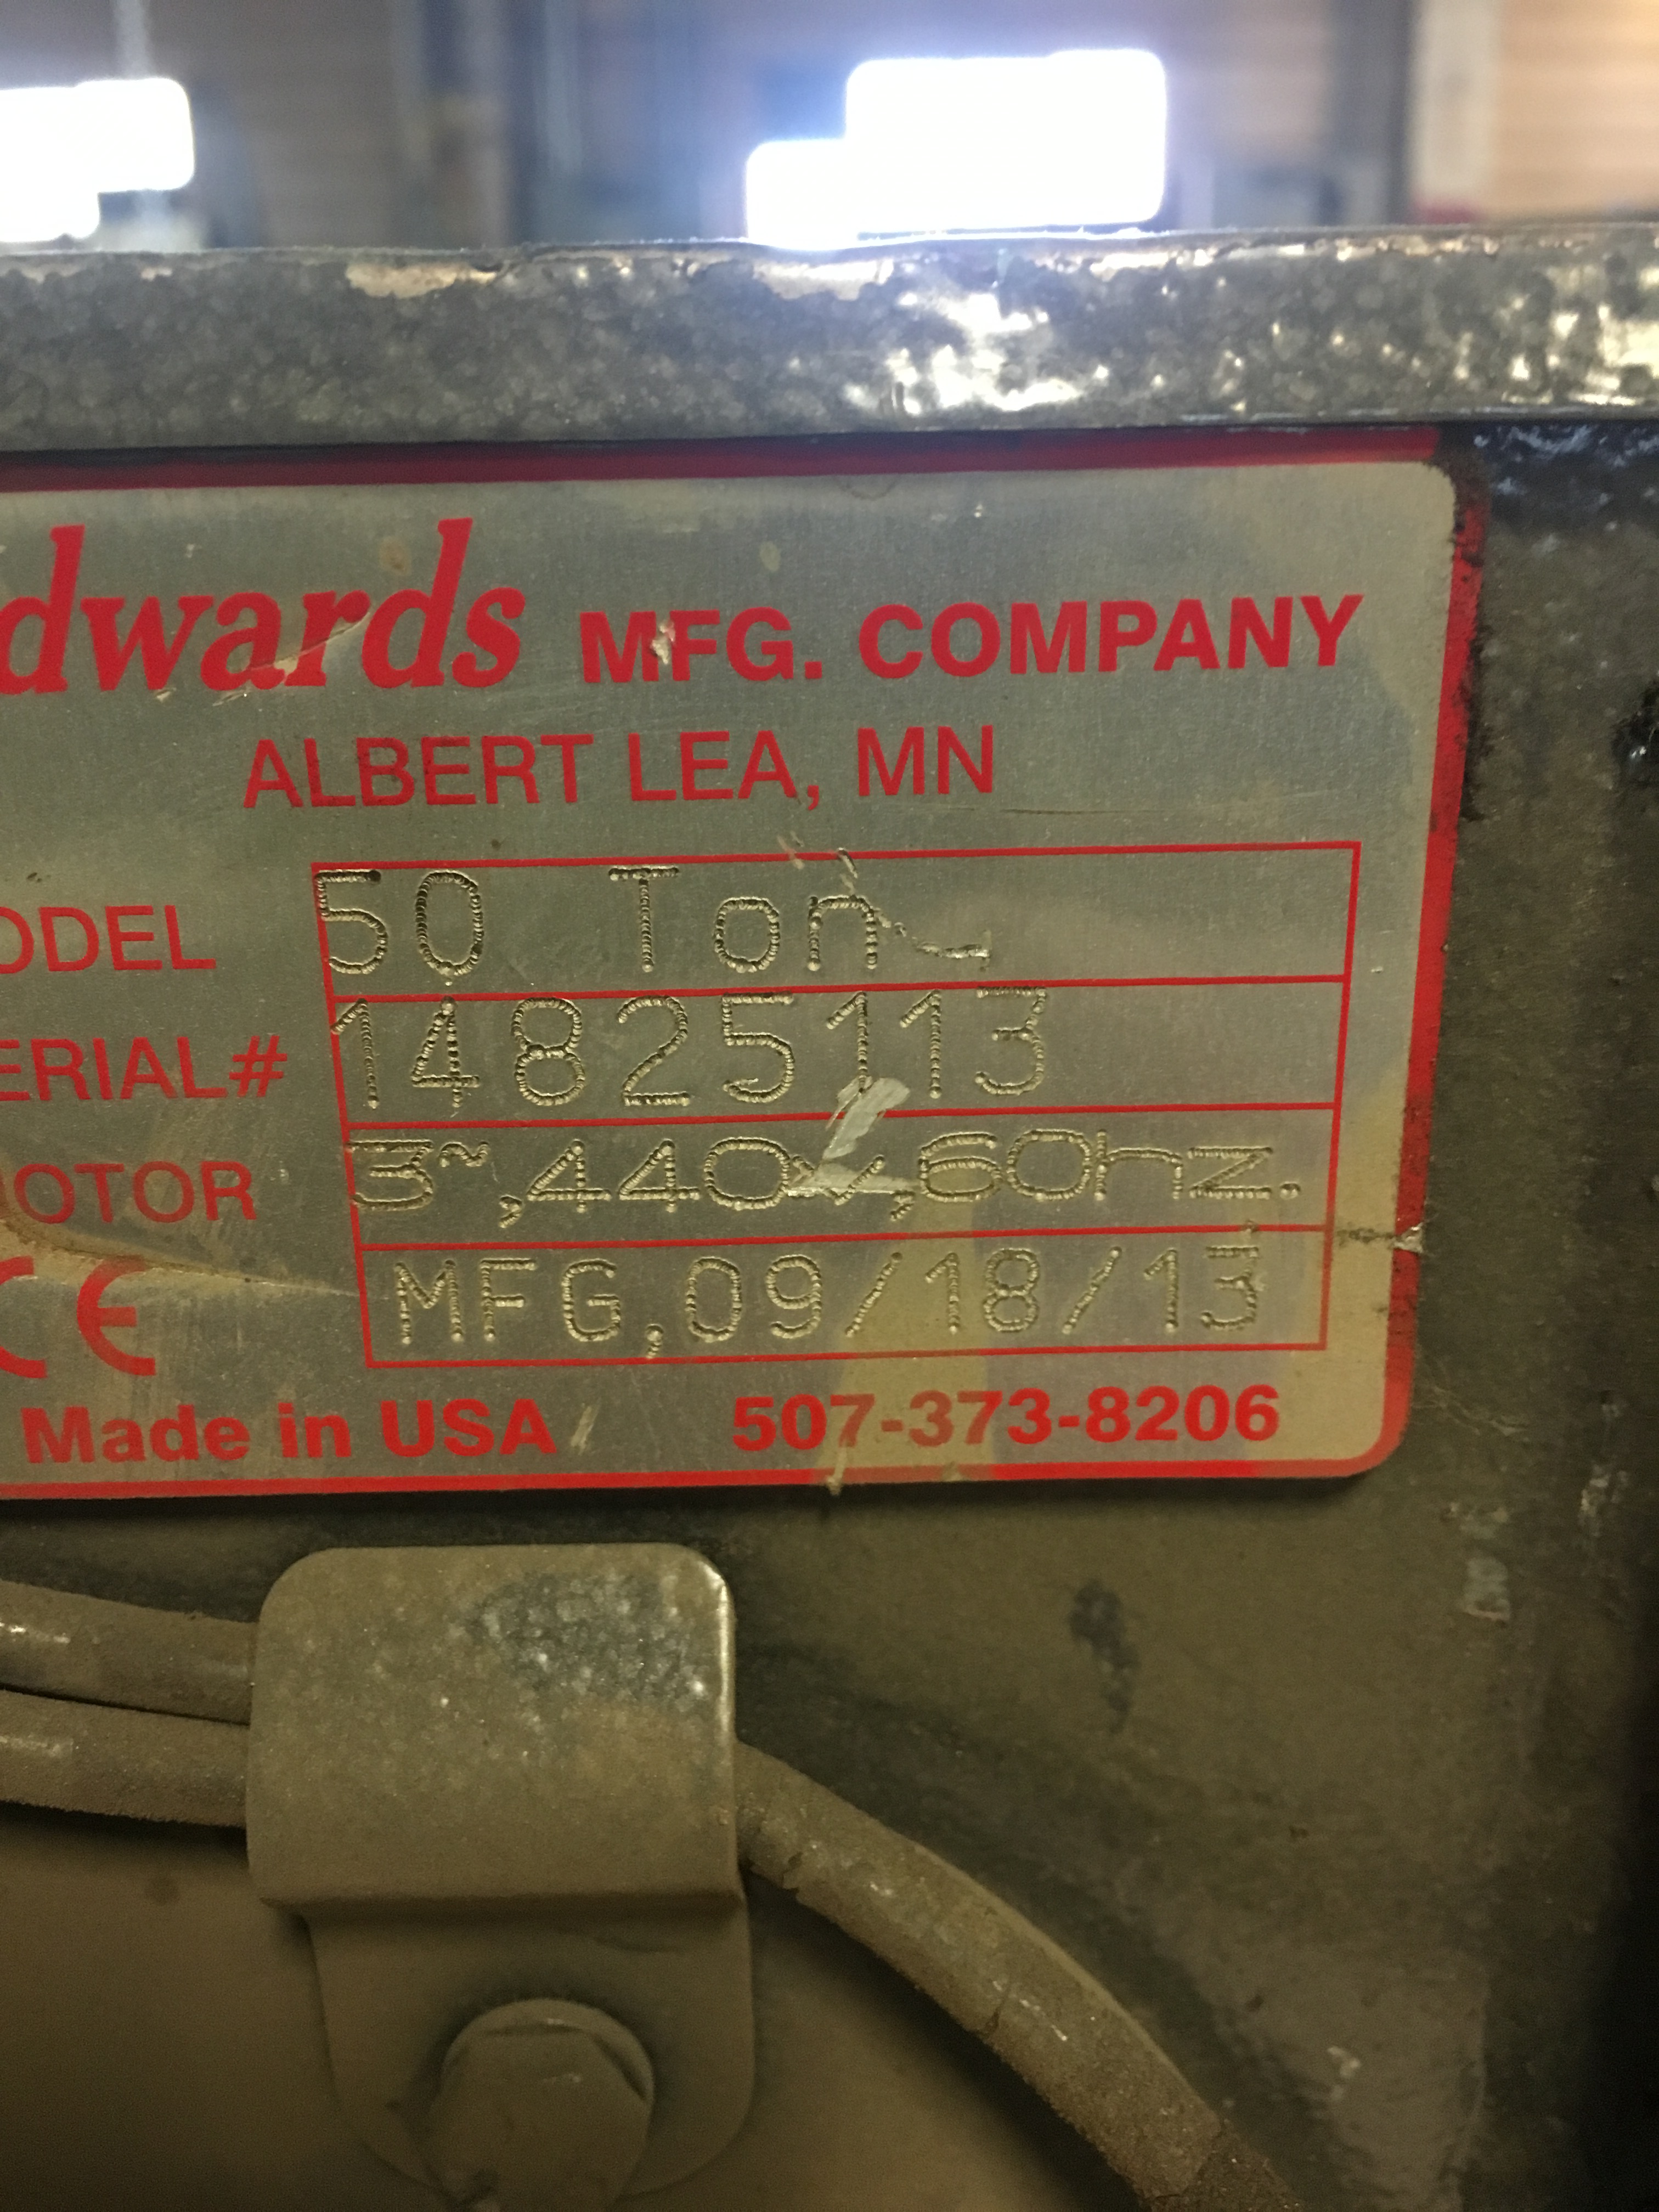 dwards MFG. COMPANY
ALBERT LEA, MN
ODEL 50 Ton
ERIAL# 14825113
OTOR 3~,440v,60hz.
CE MFG,09/18/13
Made in USA 507-373-8206